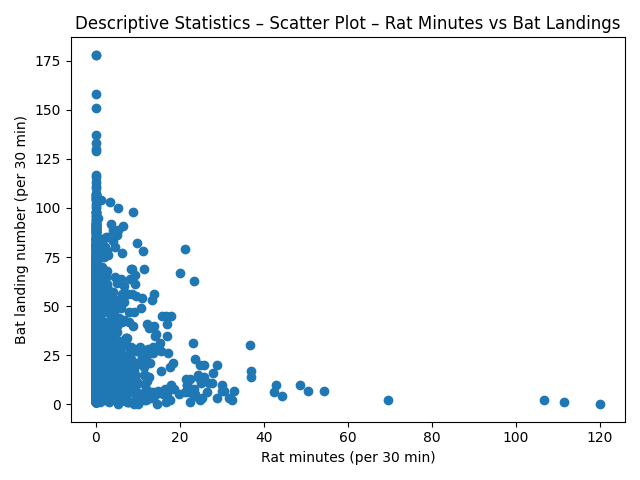 Descriptive Statistics – Scatter Plot – Rat Minutes vs Bat Landings
175
150
125
100
75
50
25
0
Bat landing number (per 30 min)
0 20 40 60 80 100 120
Rat minutes (per 30 min)